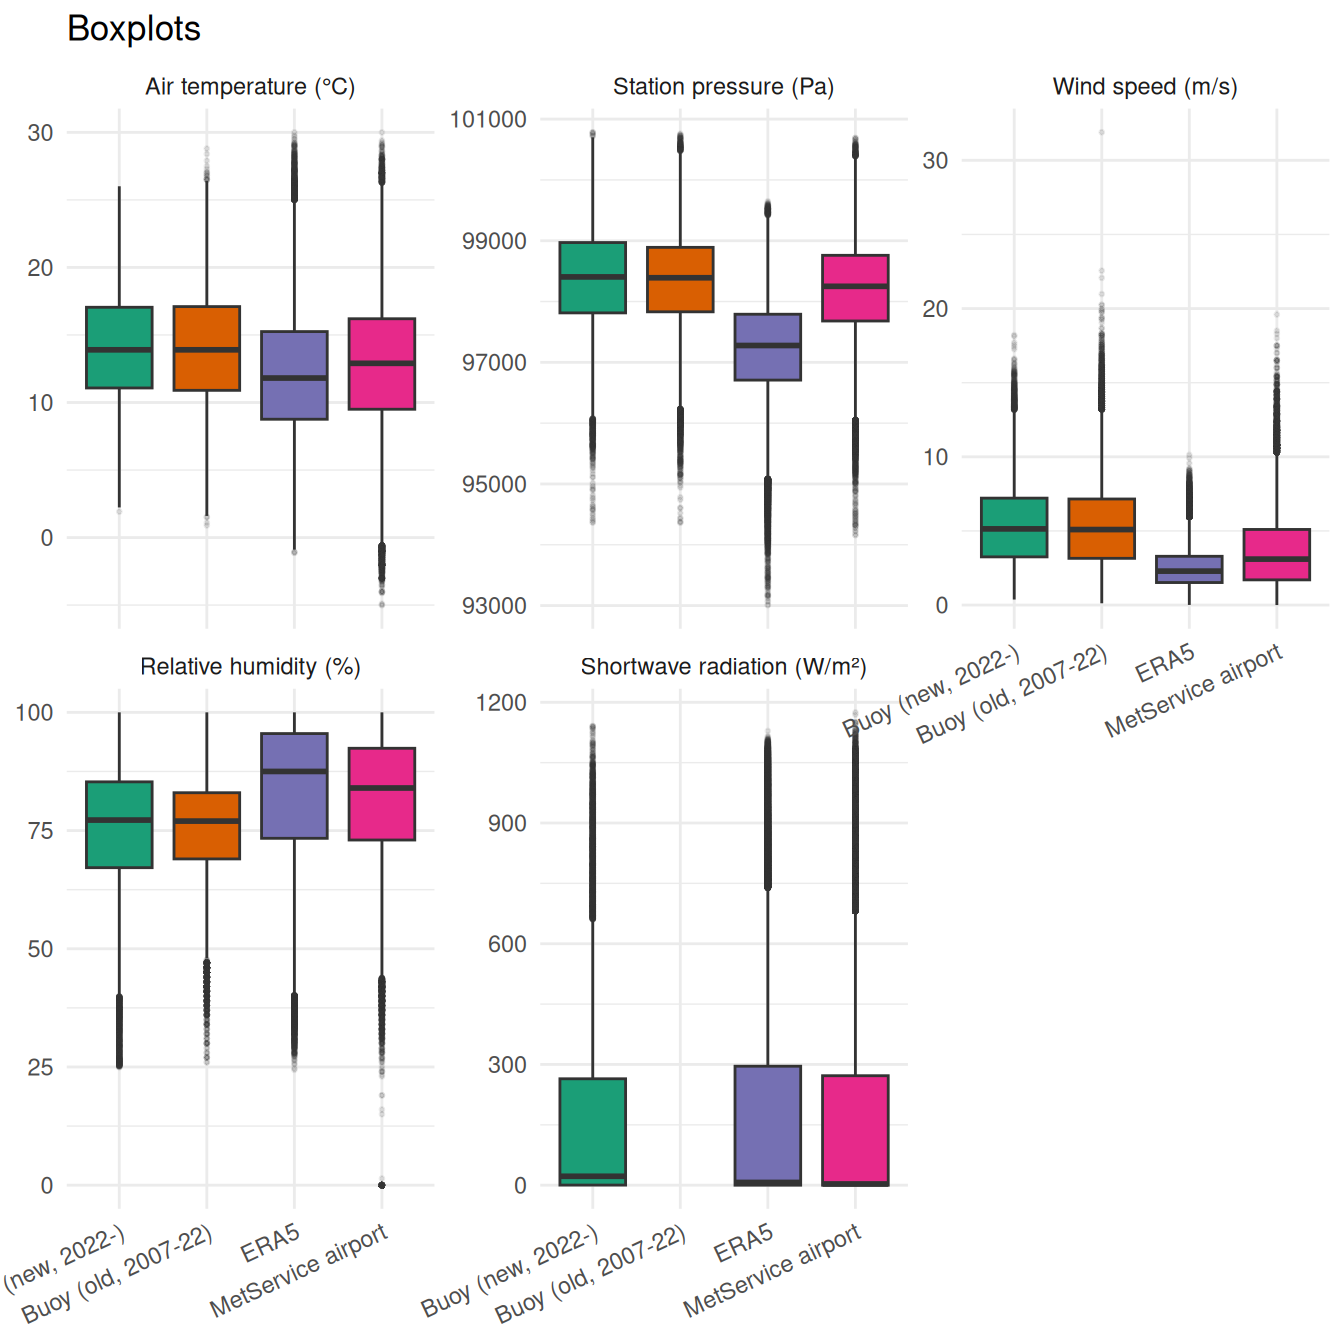 Boxplots
Air temperature (°C)
Station pressure (Pa)
Wind speed (m/s)
30
20
10
0
101000
99000
97000
95000
93000
30
20
10
0
Buoy (new, 2022-)
Buoy (old, 2007-22)
ERA5
MetService airport
Relative humidity (%)
Shortwave radiation (W/m²)
100
75
50
25
0
1200
900
600
300
0
(new, 2022-)
Buoy (old, 2007-22)
ERA5
MetService airport
Buoy (new, 2022-)
Buoy (old, 2007-22)
ERA5
MetService airport